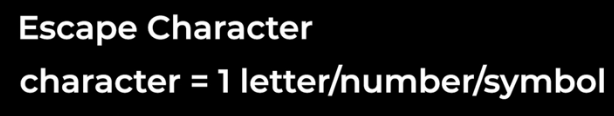 Escape Character
character = 1 letter/number/symbol